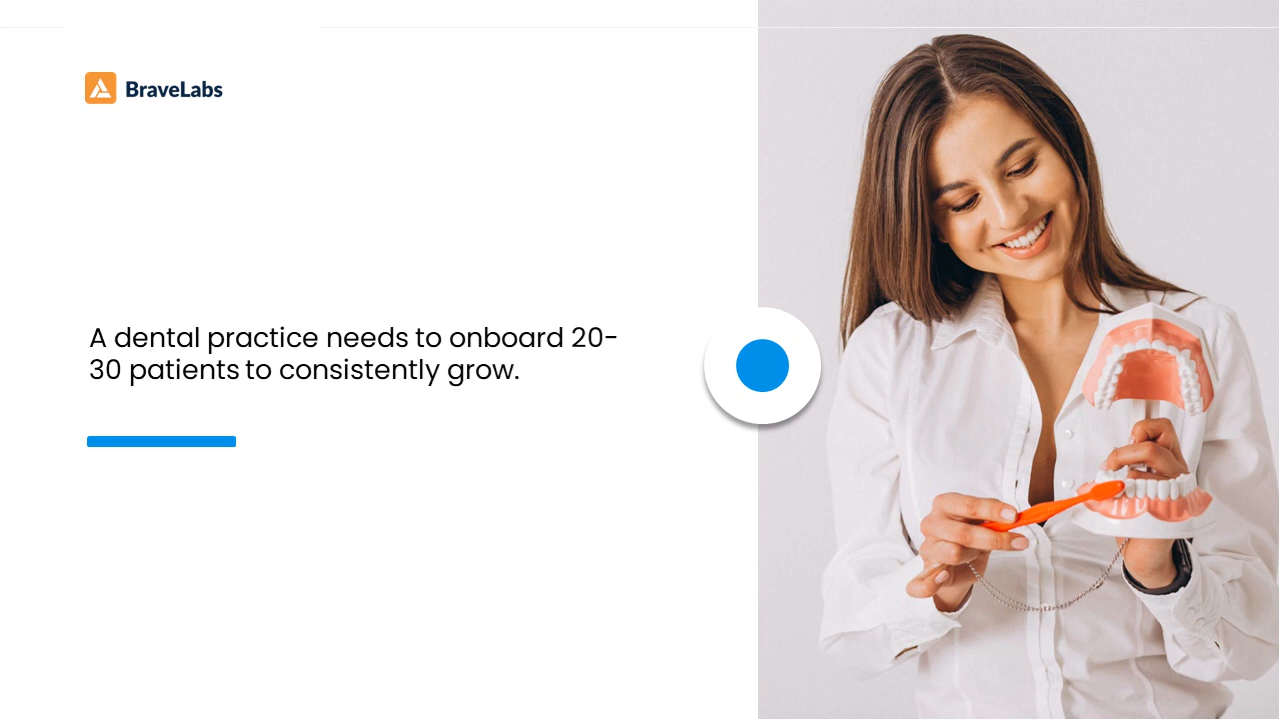 BraveLabs
A dental practice needs to onboard 20-
30 patients to consistently grow.